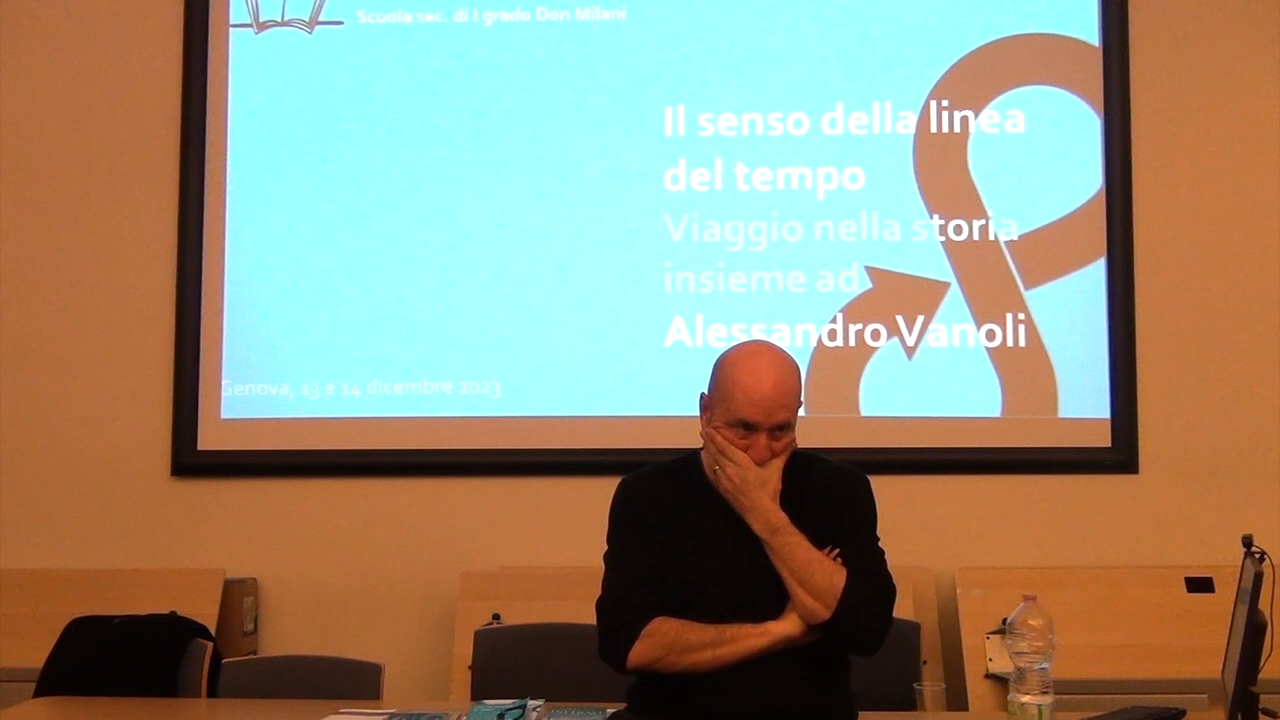 Scuola sec. di I grado Don Milani
Il senso della linea
del tempo
Viaggio nella storia
insieme ad
Alessandro Vanoli
Genova, 13 e 14 dicembre 2023